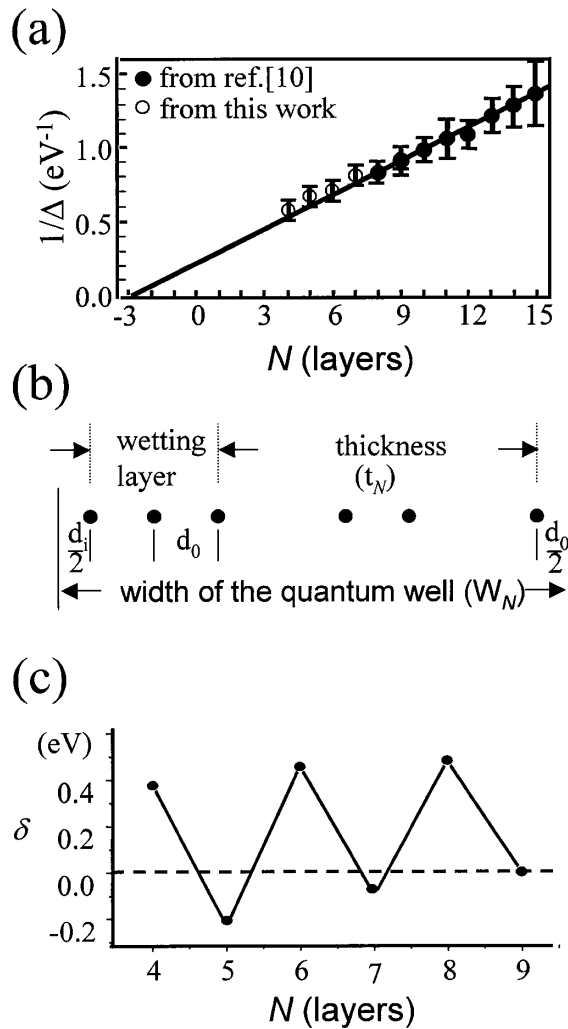 (a)
1.5
● from ref.[10]
○ from this work
1.0
1/Δ (eV⁻¹)
0.5
0.0
-3 0 3 6 9 12 15
N (layers)
(b)
wetting layer
thickness (t_N)
d_i/2
d_0
d_0/2
width of the quantum well (W_N)
(c)
(eV)
0.4
δ
0.2
0.0
-0.2
4 5 6 7 8 9
N (layers)